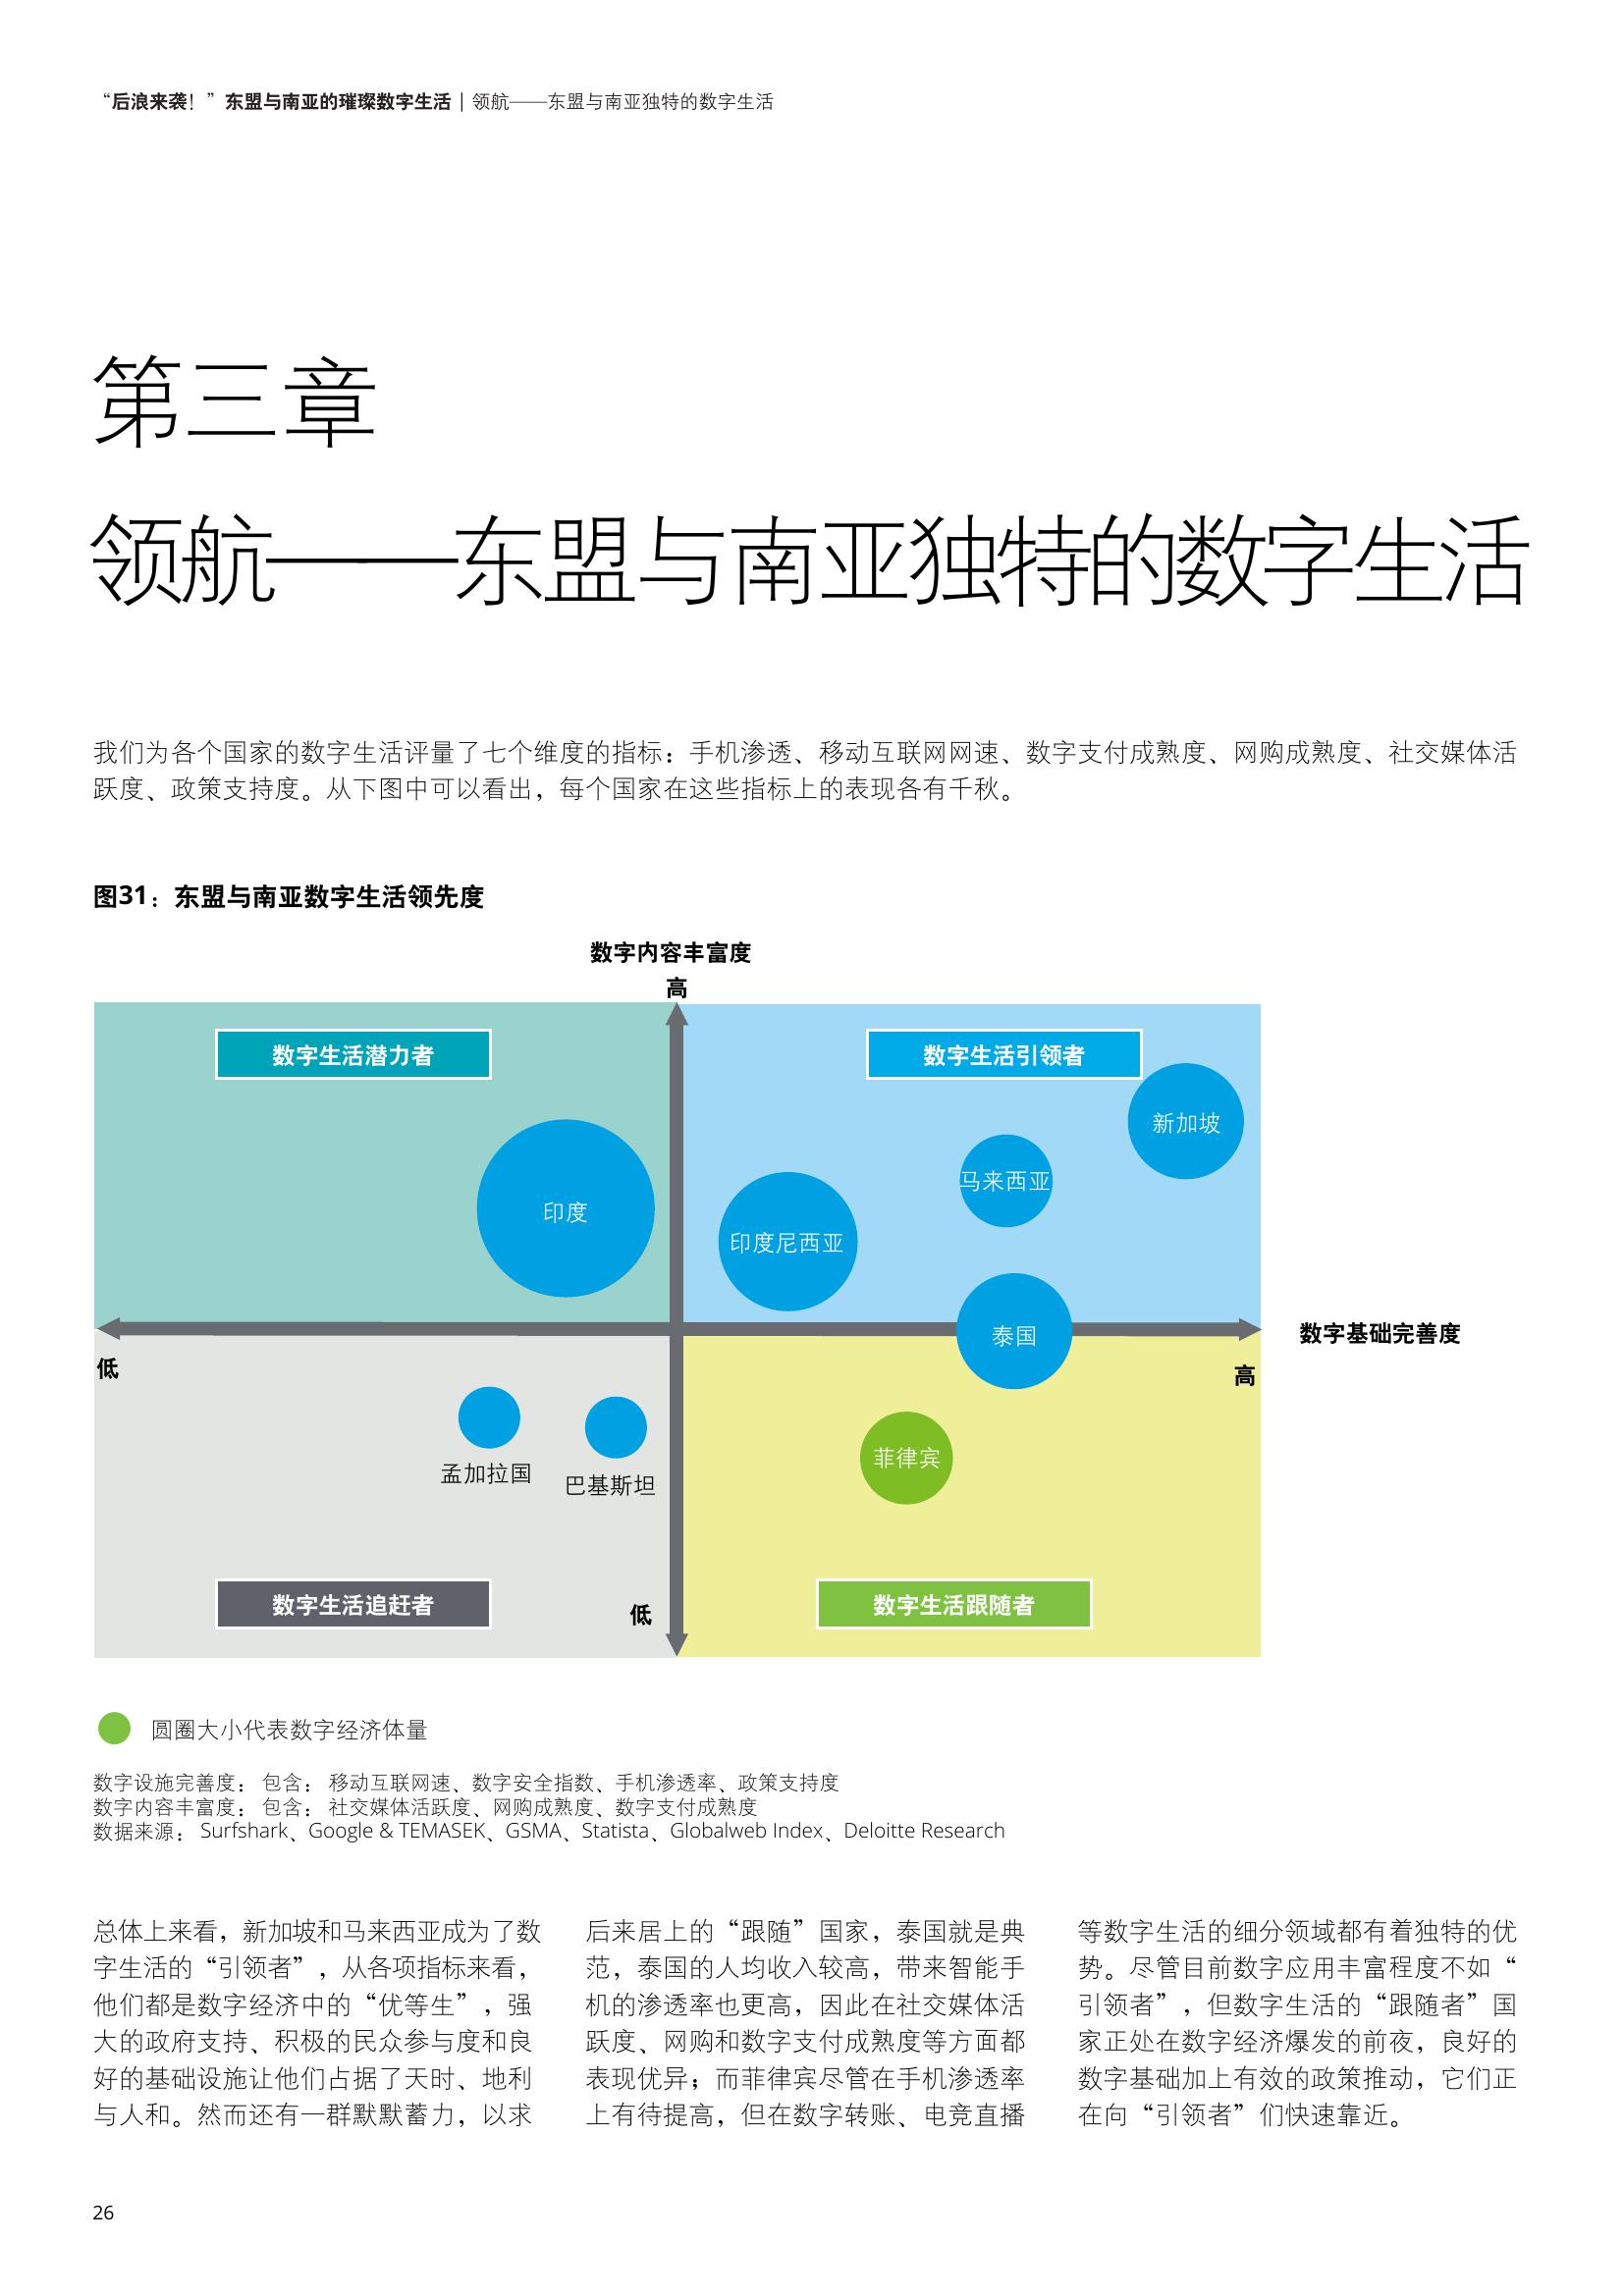 “后浪来袭！”东盟与南亚的璀璨数字生活 | 领航——东盟与南亚独特的数字生活
第三章
领航——东盟与南亚独特的数字生活
我们为各个国家的数字生活评量了七个维度的指标：手机渗透、移动互联网网速、数字支付成熟度、网购成熟度、社交媒体活
跃度、政策支持度。从下图中可以看出，每个国家在这些指标上的表现各有千秋。
图31：东盟与南亚数字生活领先度
数字内容丰富度
高
数字生活潜力者
数字生活引领者
新加坡
马来西亚
印度
印度尼西亚
泰国
数字基础完善度
低
高
菲律宾
孟加拉国
巴基斯坦
数字生活追赶者
低
数字生活跟随者
圆圈大小代表数字经济体量
数字设施完善度： 包含： 移动互联网速、数字安全指数、手机渗透率、政策支持度
数字内容丰富度： 包含： 社交媒体活跃度、网购成熟度、数字支付成熟度
数据来源： Surfshark、Google & TEMASEK、GSMA、Statista、Globalweb Index、Deloitte Research
总体上来看，新加坡和马来西亚成为了数
字生活的“引领者”，从各项指标来看，
他们都是数字经济中的“优等生”，强
大的政府支持、积极的民众参与度和良
好的基础设施让他们占据了天时、地利
与人和。然而还有一群默默蓄力，以求
后来居上的“跟随”国家，泰国就是典
范，泰国的人均收入较高，带来智能手
机的渗透率也更高，因此在社交媒体活
跃度、网购和数字支付成熟度等方面都
表现优异；而菲律宾尽管在手机渗透率
上有待提高，但在数字转账、电竞直播
等数字生活的细分领域都有着独特的优
势。尽管目前数字应用丰富程度不如“
引领者”，但数字生活的“跟随者”国
家正处在数字经济爆发的前夜，良好的
数字基础加上有效的政策推动，它们正
在向“引领者”们快速靠近。
26